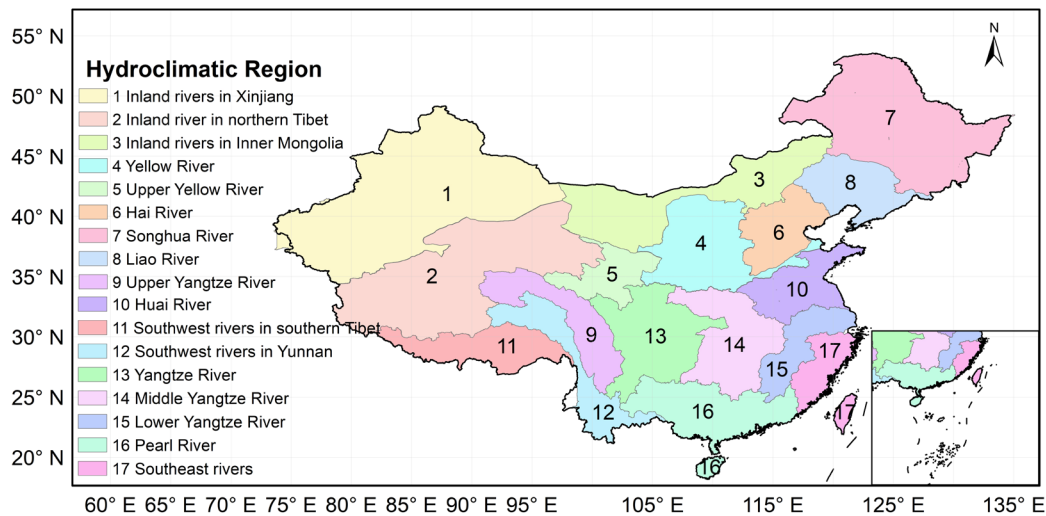 55° N
50° N
45° N
40° N
35° N
30° N
25° N
20° N
Hydroclimatic Region
1 Inland rivers in Xinjiang
2 Inland river in northern Tibet
3 Inland rivers in Inner Mongolia
4 Yellow River
5 Upper Yellow River
6 Hai River
7 Songhua River
8 Liao River
9 Upper Yangtze River
10 Huai River
11 Southwest rivers in southern Tibet
12 Southwest rivers in Yunnan
13 Yangtze River
14 Middle Yangtze River
15 Lower Yangtze River
16 Pearl River
17 Southeast rivers
N
7
3
8
1
4
6
5
2
10
9
13
11
14
17
15
12
16
17
16
60° E 65° E 70° E 75° E 80° E 85° E 90° E 95° E 105° E 115° E 125° E 135° E